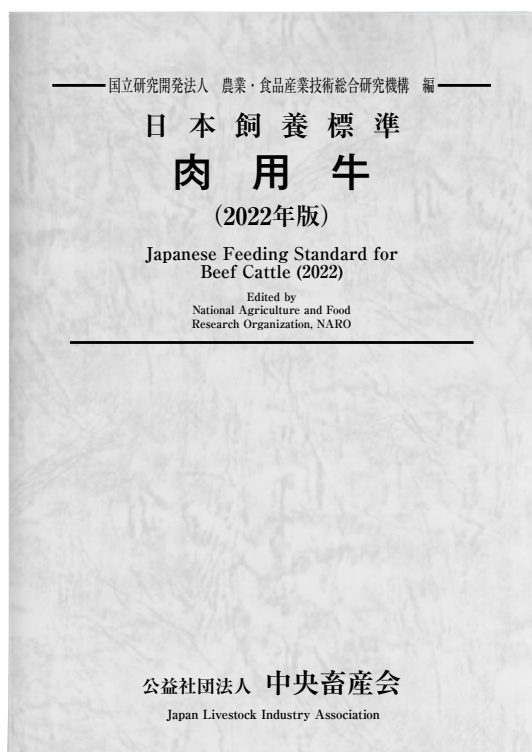 国立研究開発法人　農業・食品産業技術総合研究機構　編
日本飼養標準
肉用牛
（2022年版）
Japanese Feeding Standard for
Beef Cattle (2022)
Edited by
National Agriculture and Food
Research Organization, NARO
公益社団法人 中央畜産会
Japan Livestock Industry Association